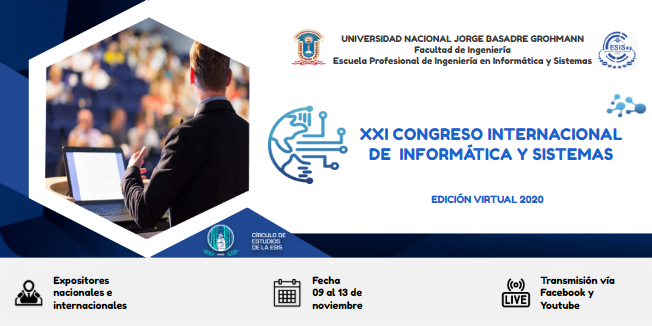 UNIVERSIDAD NACIONAL JORGE BASADRE GROHMANN
Facultad de Ingeniería
Escuela Profesional de Ingeniería en Informática y Sistemas
ESIS
XXI CONGRESO INTERNACIONAL
DE INFORMÁTICA Y SISTEMAS
EDICIÓN VIRTUAL 2020
CÍRCULO DE
ESTUDIOS
DE LA ESIS
Expositores
nacionales e
internacionales
Fecha
09 al 13 de
noviembre
LIVE
Transmisión vía
Facebook y
Youtube